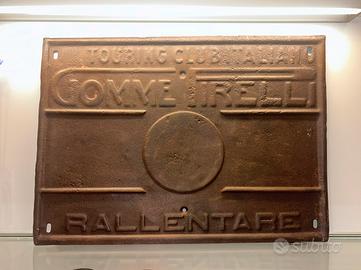 TOURING CLUB ITALIANO
GOMME PIRELLI
RALLENTARE
subito